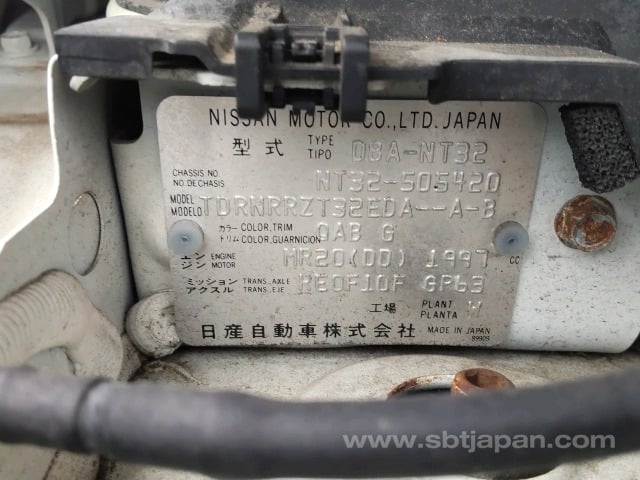 NISSAN MOTOR CO.,LTD. JAPAN
型式 TYPE TIPO DBA-NT32
CHASSIS NO. NO. DE CHASIS NT32-505420
MODEL MODELO TDRNRRZT32EDA--A-B
カラー COLOR,TRIM トリム COLOR,GUARNICION QAB G
エンジン ENGINE MOTOR MR20(DD) 1997 CC
ミッション TRANS.,AXLE アクスル TRANS.,EJE RE0F10F GP63
工場 PLANT PLANTA W
日産自動車株式会社 MADE IN JAPAN
89909
www.sbtjapan.com